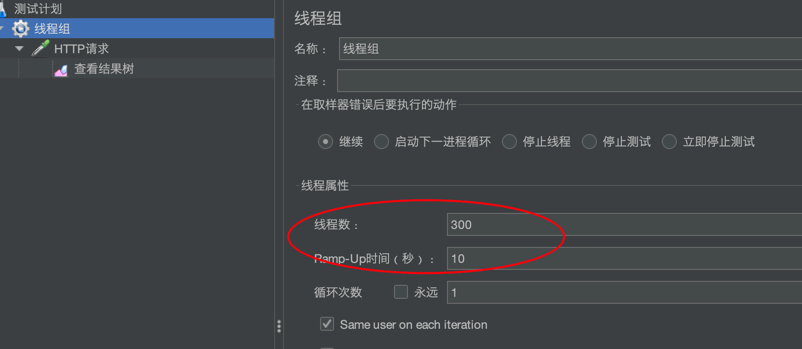 测试计划
线程组
HTTP请求
查看结果树
线程组
名称： 线程组
注释：
在取样器错误后要执行的动作
继续 启动下一进程循环 停止线程 停止测试 立即停止测试
线程属性
线程数： 300
Ramp-Up时间（秒）： 10
循环次数 永远 1
Same user on each iteration